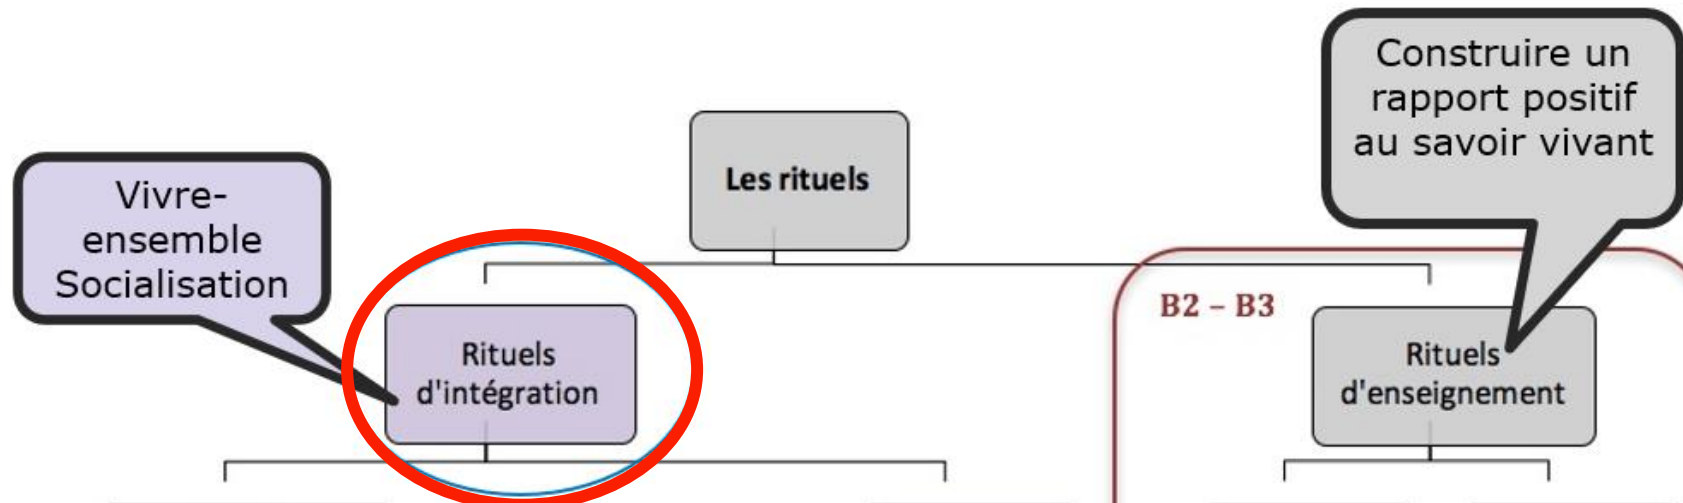 Construire un
rapport positif
au savoir vivant
Les rituels
Vivre-
ensemble
Socialisation
B2 – B3
Rituels
d'intégration
Rituels
d'enseignement